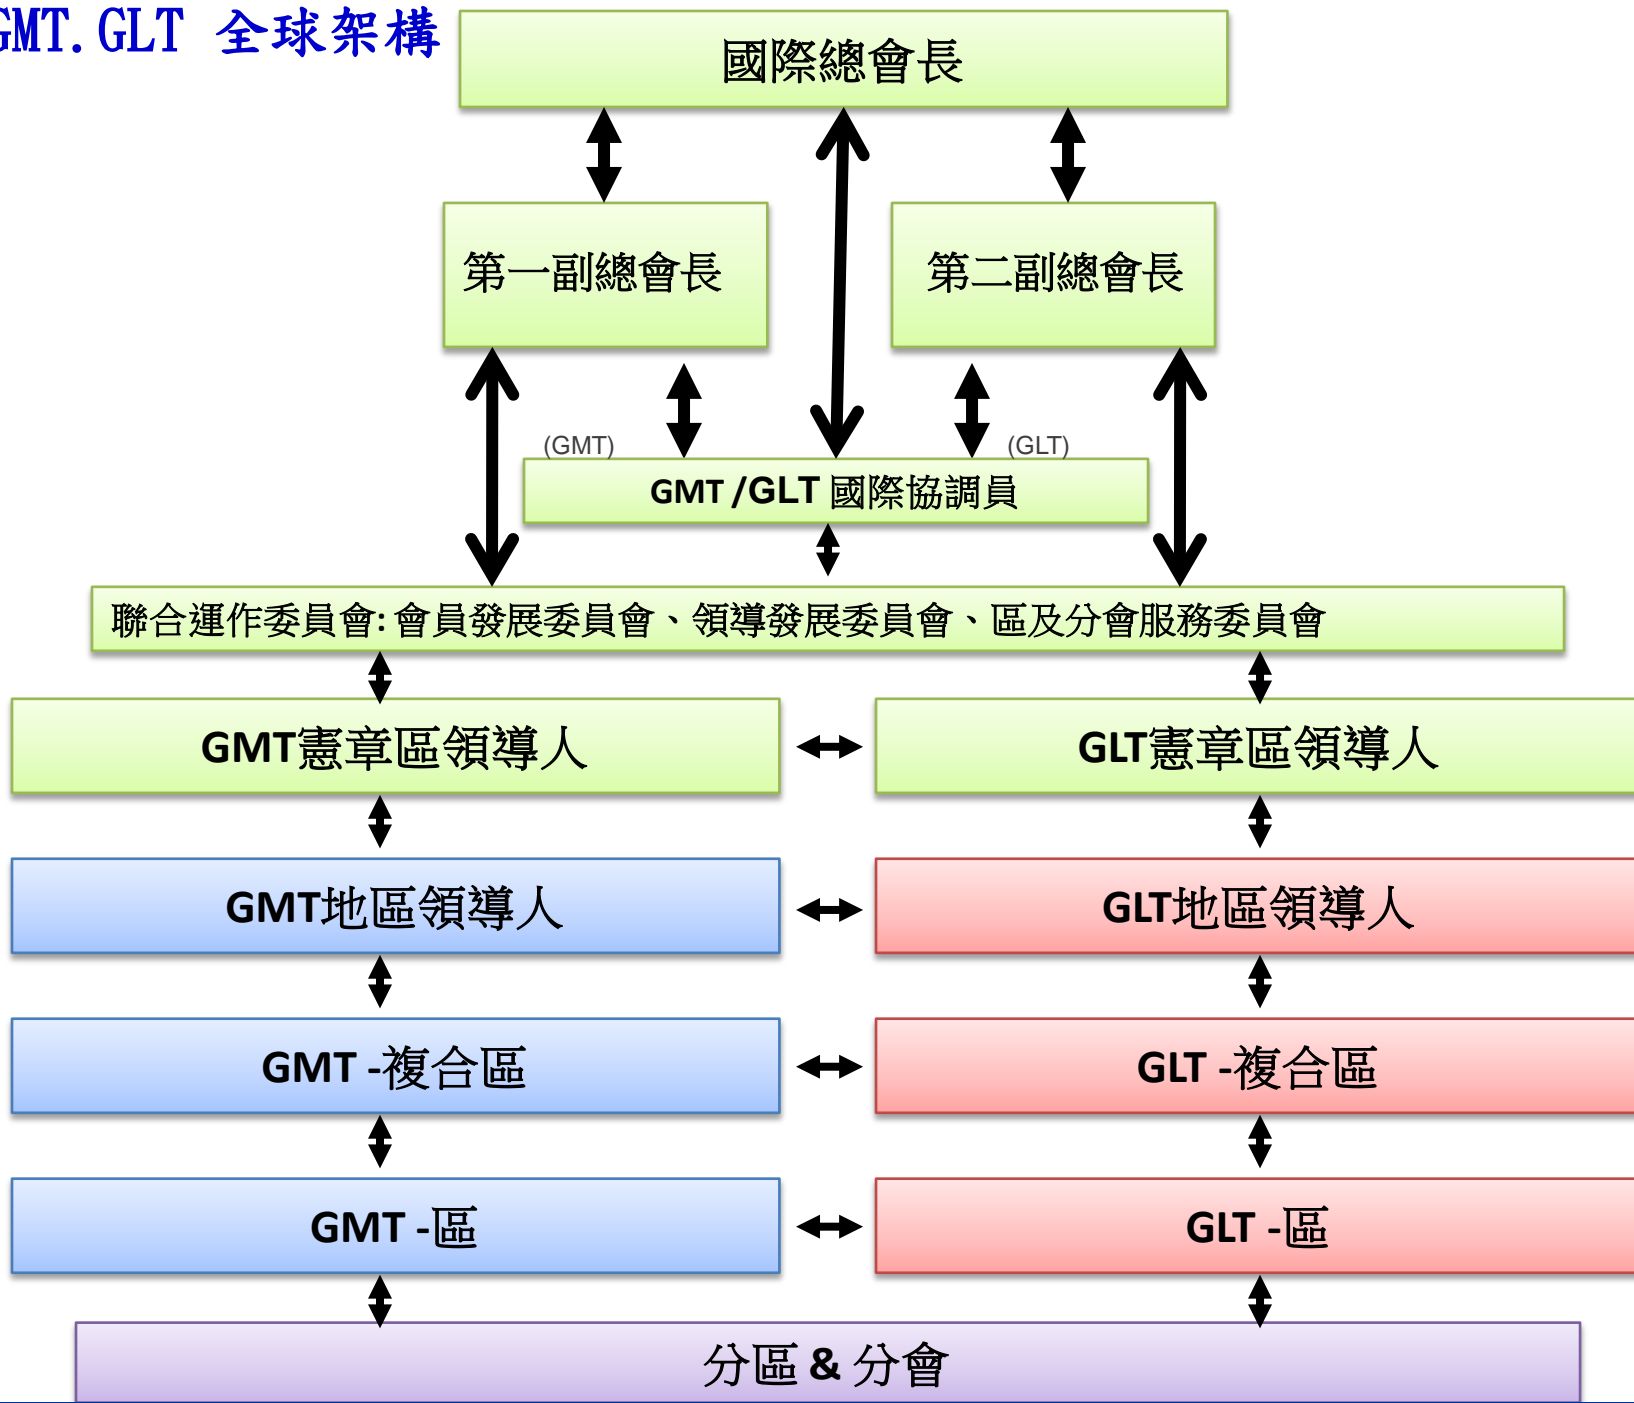 GMT.GLT 全球架構
國際總會長
第一副總會長
第二副總會長
(GMT)
(GLT)
GMT /GLT 國際協調員
聯合運作委員會: 會員發展委員會、領導發展委員會、區及分會服務委員會
GMT憲章區領導人
GLT憲章區領導人
GMT地區領導人
GLT地區領導人
GMT -複合區
GLT -複合區
GMT -區
GLT -區
分區 & 分會